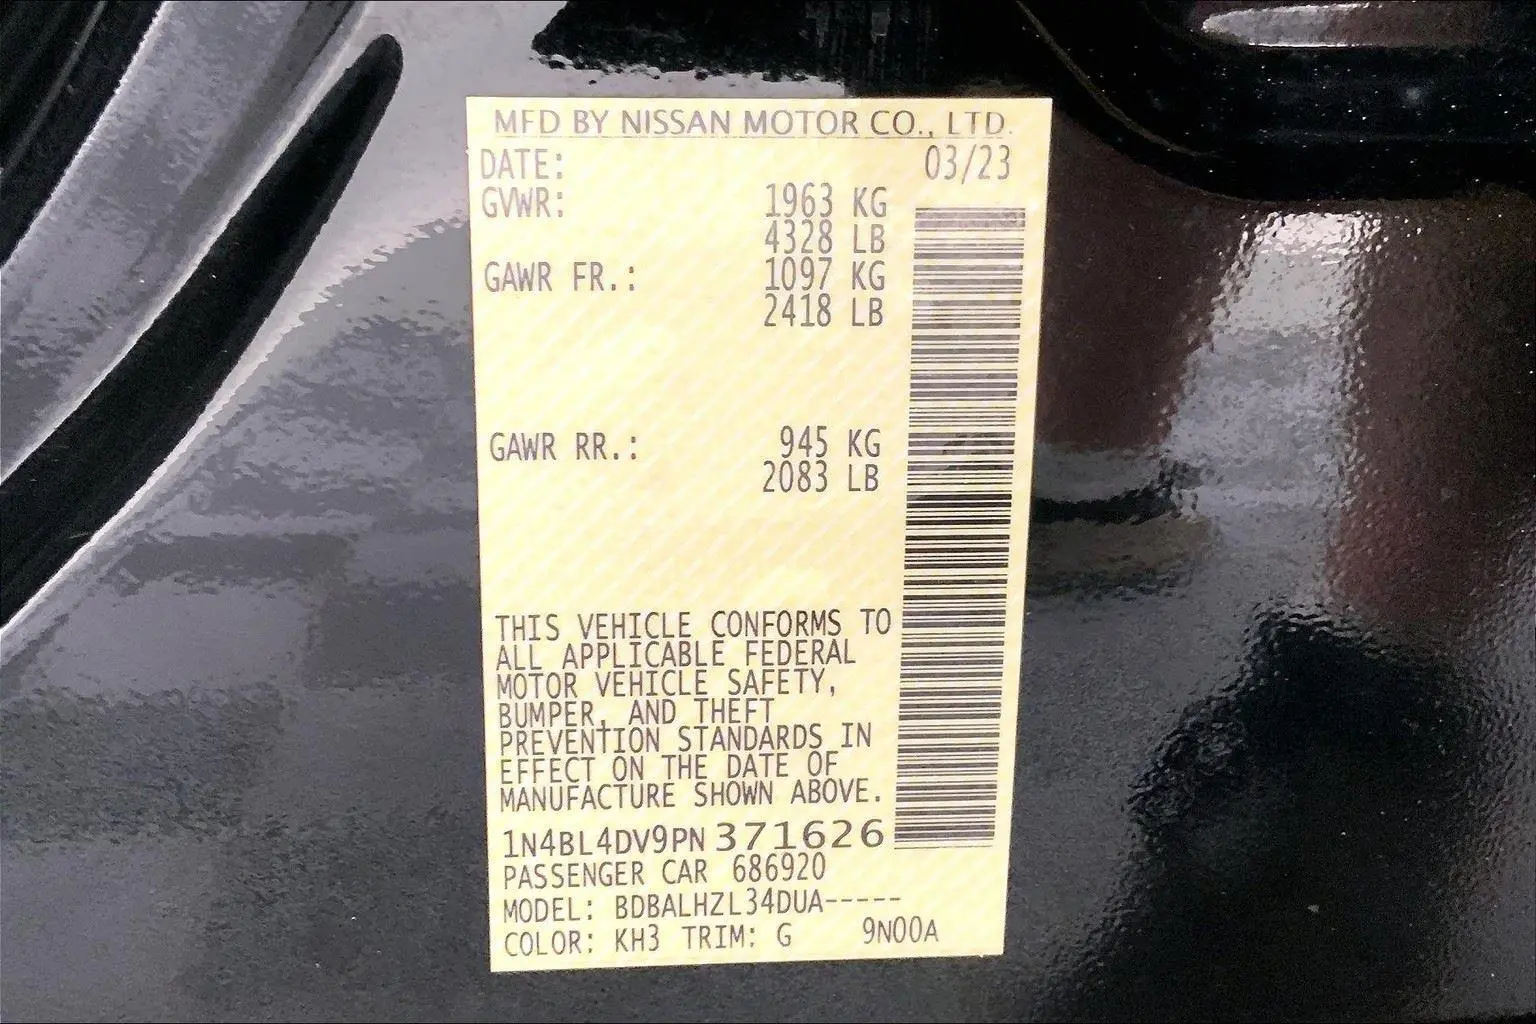 MFD BY NISSAN MOTOR CO., LTD.
DATE: 03/23
GVWR: 1963 KG
4328 LB
GAWR FR.: 1097 KG
2418 LB
GAWR RR.: 945 KG
2083 LB
THIS VEHICLE CONFORMS TO
ALL APPLICABLE FEDERAL
MOTOR VEHICLE SAFETY,
BUMPER, AND THEFT
PREVENTION STANDARDS IN
EFFECT ON THE DATE OF
MANUFACTURE SHOWN ABOVE.
1N4BL4DV9PN371626
PASSENGER CAR 686920
MODEL: BDBALHZL34DUA-----
COLOR: KH3 TRIM: G 9N00A